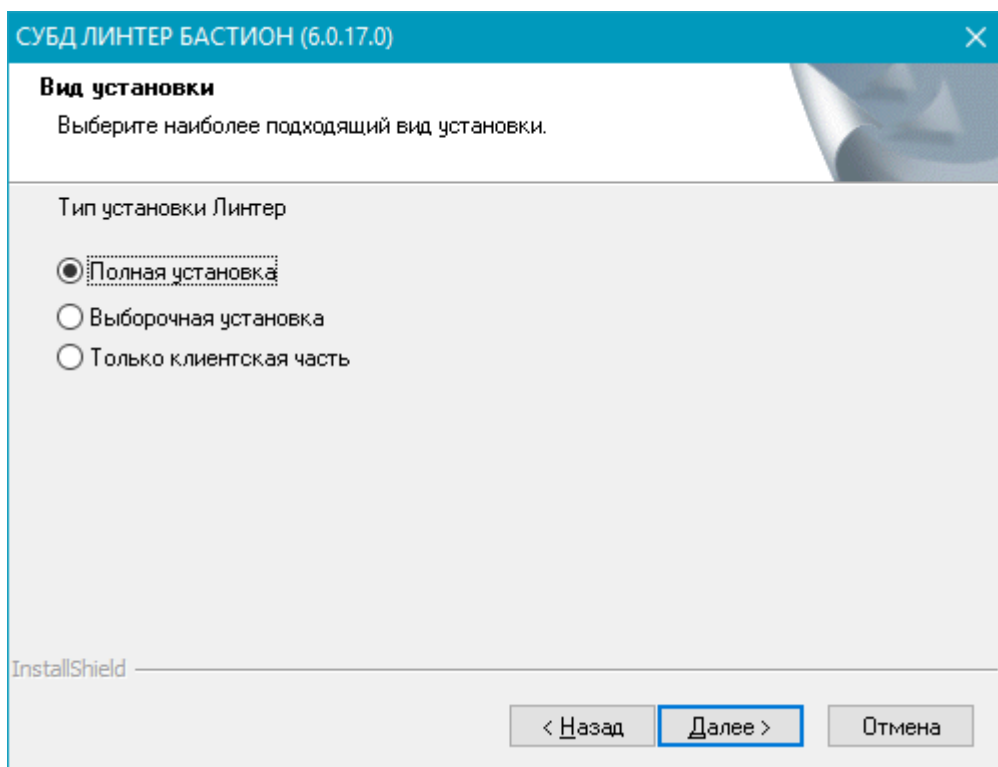 СУБД ЛИНТЕР БАСТИОН (6.0.17.0)
Вид установки
Выберите наиболее подходящий вид установки.
Тип установки Линтер
Полная установка
Выборочная установка
Только клиентская часть
InstallShield
< Назад Далее > Отмена